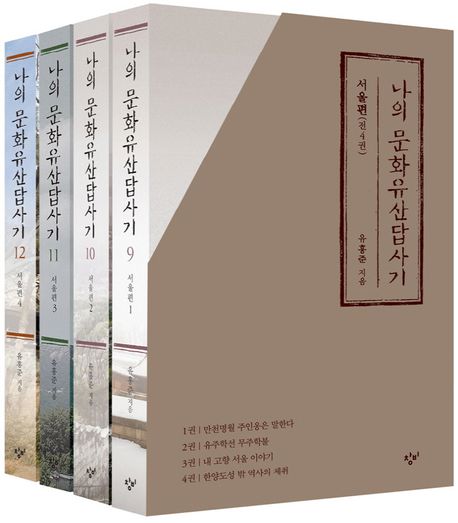 나의 문화유산답사기
12
서울편 4
유홍준 지음
창비
나의 문화유산답사기
11
서울편 3
유홍준 지음
창비
나의 문화유산답사기
10
서울편 2
유홍준 지음
창비
나의 문화유산답사기
9
서울편 1
유홍준 지음
창비
나의 문화유산답사기
서울편(전4권)
유홍준 지음
1권 | 만천명월 주인옹은 말한다
2권 | 유주학선 무주학불
3권 | 내 고향 서울 이야기
4권 | 한양도성 밖 역사의 체취
창비